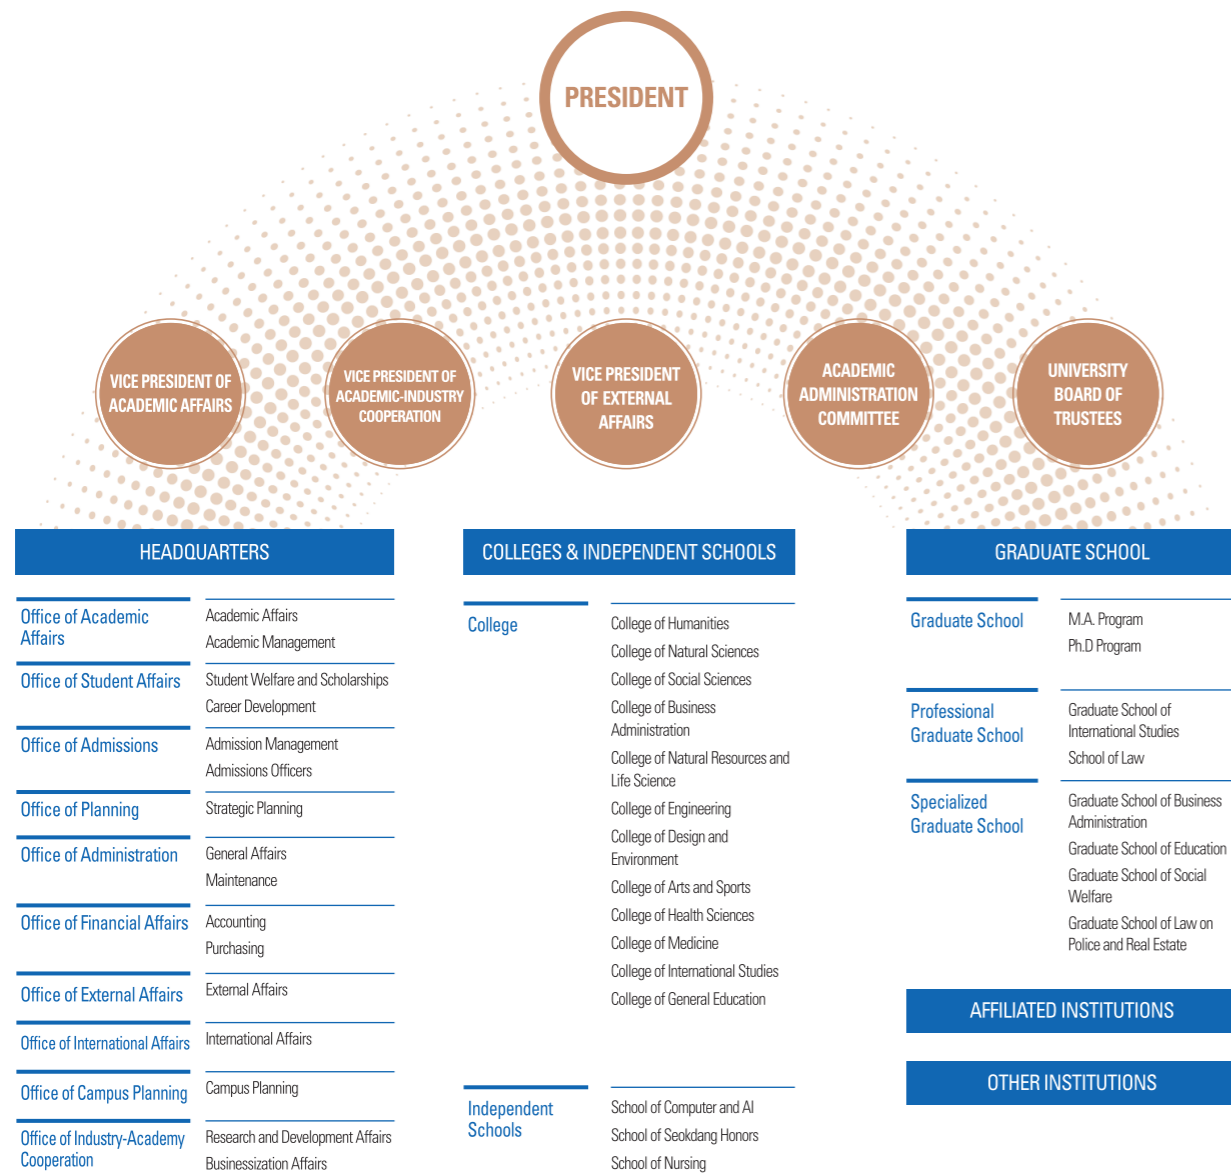 PRESIDENT
VICE PRESIDENT OF
ACADEMIC AFFAIRS
VICE PRESIDENT OF
ACADEMIC-INDUSTRY
COOPERATION
VICE PRESIDENT
OF EXTERNAL
AFFAIRS
ACADEMIC
ADMINISTRATION
COMMITTEE
UNIVERSITY
BOARD OF
TRUSTEES
HEADQUARTERS
Office of Academic
Affairs
Academic Affairs
Academic Management
Office of Student Affairs
Student Welfare and Scholarships
Career Development
Office of Admissions
Admission Management
Admissions Officers
Office of Planning
Strategic Planning
Office of Administration
General Affairs
Maintenance
Office of Financial Affairs
Accounting
Purchasing
Office of External Affairs
External Affairs
Office of International Affairs
International Affairs
Office of Campus Planning
Campus Planning
Office of Industry-Academy
Cooperation
Research and Development Affairs
Businessization Affairs
COLLEGES & INDEPENDENT SCHOOLS
College
College of Humanities
College of Natural Sciences
College of Social Sciences
College of Business
Administration
College of Natural Resources and
Life Science
College of Engineering
College of Design and
Environment
College of Arts and Sports
College of Health Sciences
College of Medicine
College of International Studies
College of General Education
Independent
Schools
School of Computer and AI
School of Seokdang Honors
School of Nursing
GRADUATE SCHOOL
Graduate School
M.A. Program
Ph.D Program
Professional
Graduate School
Graduate School of
International Studies
School of Law
Specialized
Graduate School
Graduate School of Business
Administration
Graduate School of Education
Graduate School of Social
Welfare
Graduate School of Law on
Police and Real Estate
AFFILIATED INSTITUTIONS
OTHER INSTITUTIONS